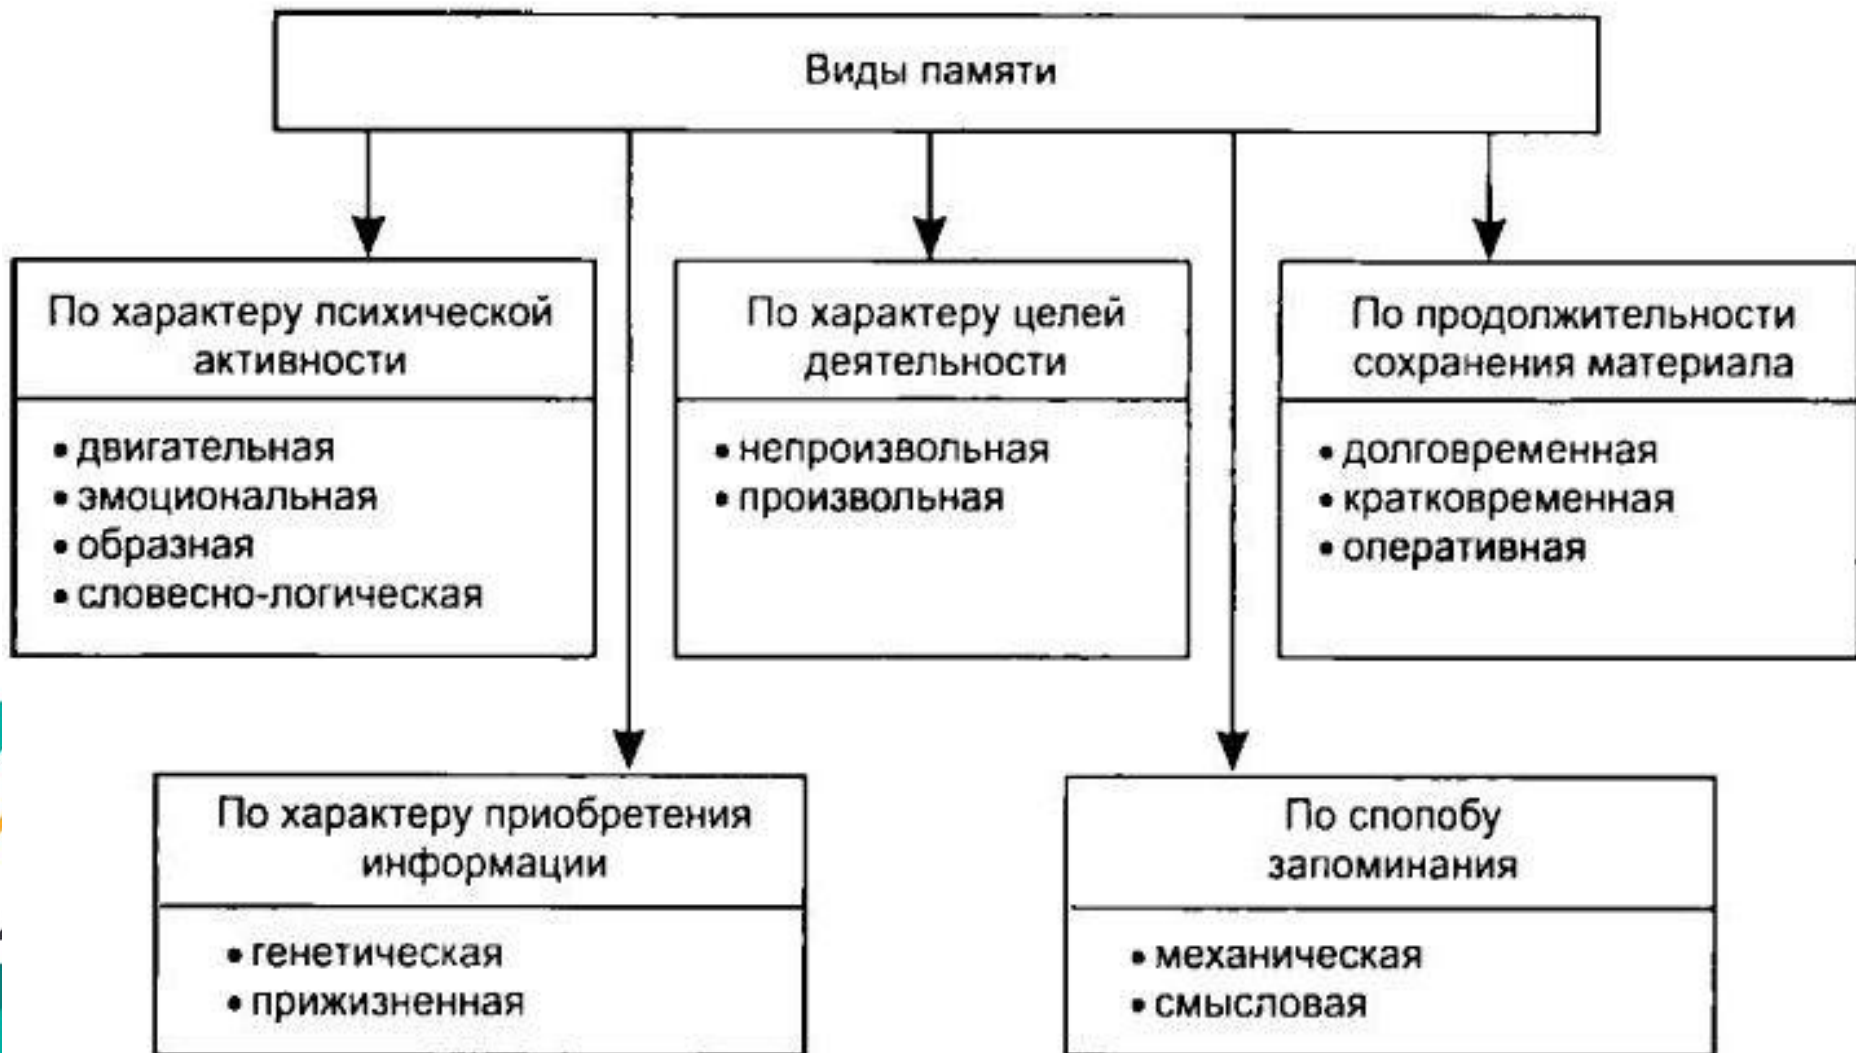 Виды памяти
По характеру психической
активности
• двигательная
• эмоциональная
• образная
• словесно-логическая
По характеру целей
деятельности
• непроизвольная
• произвольная
По продолжительности
сохранения материала
• долговременная
• кратковременная
• оперативная
По характеру приобретения
информации
• генетическая
• прижизненная
По спопобу
запоминания
• механическая
• смысловая